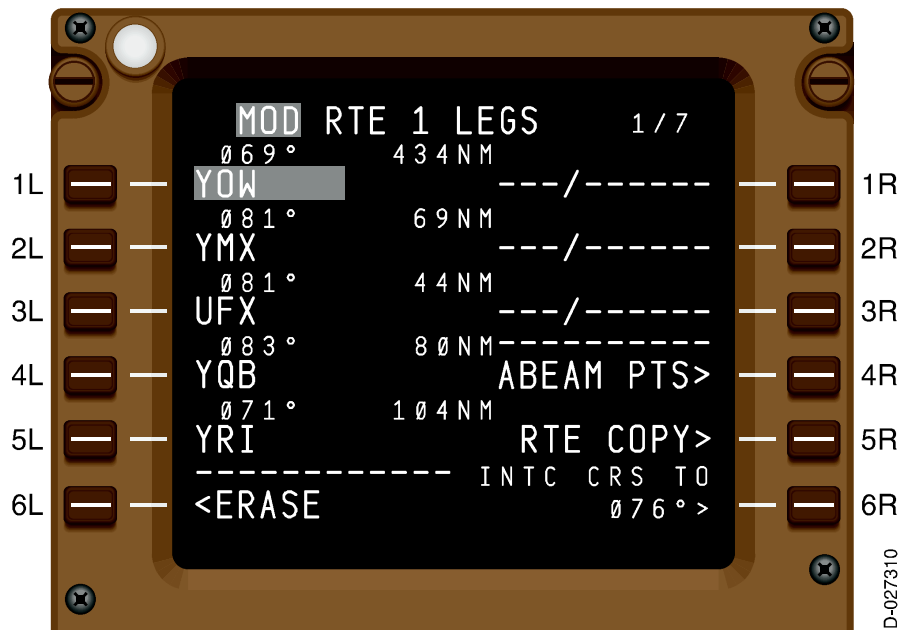 MOD RTE 1 LEGS 1/7
Ø69° 434NM
1L YOW ---/------ 1R
Ø81° 69NM
2L YMX ---/------ 2R
Ø81° 44NM
3L UFX ---/------ 3R
Ø83° 8ØNM----------
4L YQB ABEAM PTS> 4R
Ø71° 1Ø4NM
5L YRI RTE COPY> 5R
------------ INTC CRS TO
6L <ERASE Ø76°> 6R
D-027310